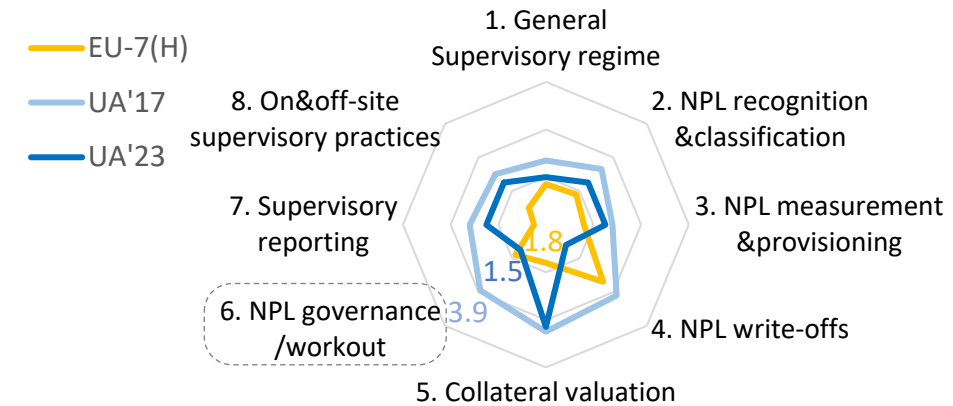 EU-7(H)
UA'17
UA'23
1. General
Supervisory regime
2. NPL recognition
&classification
3. NPL measurement
&provisioning
4. NPL write-offs
5. Collateral valuation
6. NPL governance
/workout
7. Supervisory
reporting
8. On&off-site
supervisory practices
1.8
1.5
3.9